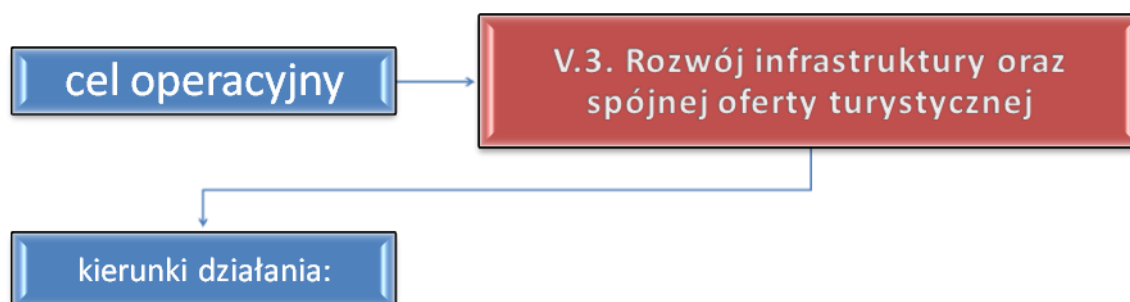 cel operacyjny
V.3. Rozwój infrastruktury oraz
spójnej oferty turystycznej
kierunki działania: